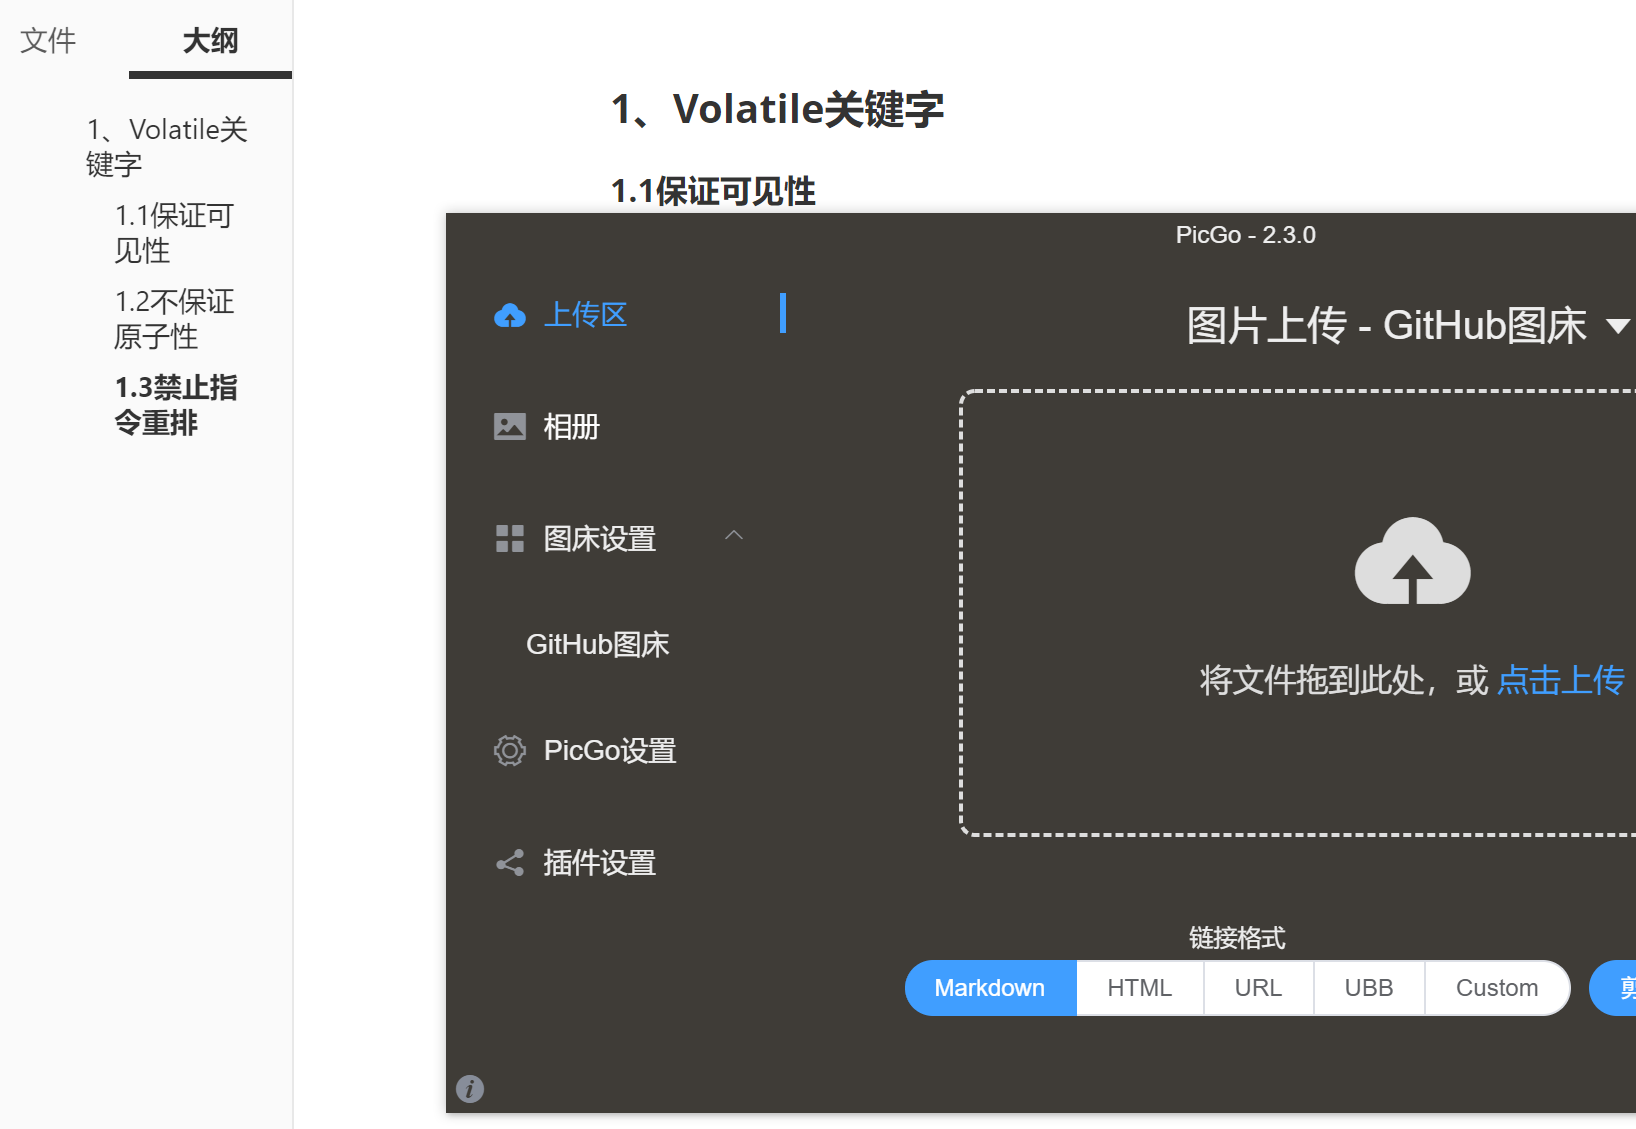 文件
大纲
1、Volatile关
键字
1.1保证可
见性
1.2不保证
原子性
1.3禁止指
令重排
1、Volatile关键字
1.1保证可见性
PicGo - 2.3.0
上传区
相册
图床设置
GitHub图床
PicGo设置
插件设置
图片上传 - GitHub图床
将文件拖到此处，或 点击上传
链接格式
Markdown
HTML
URL
UBB
Custom
剪